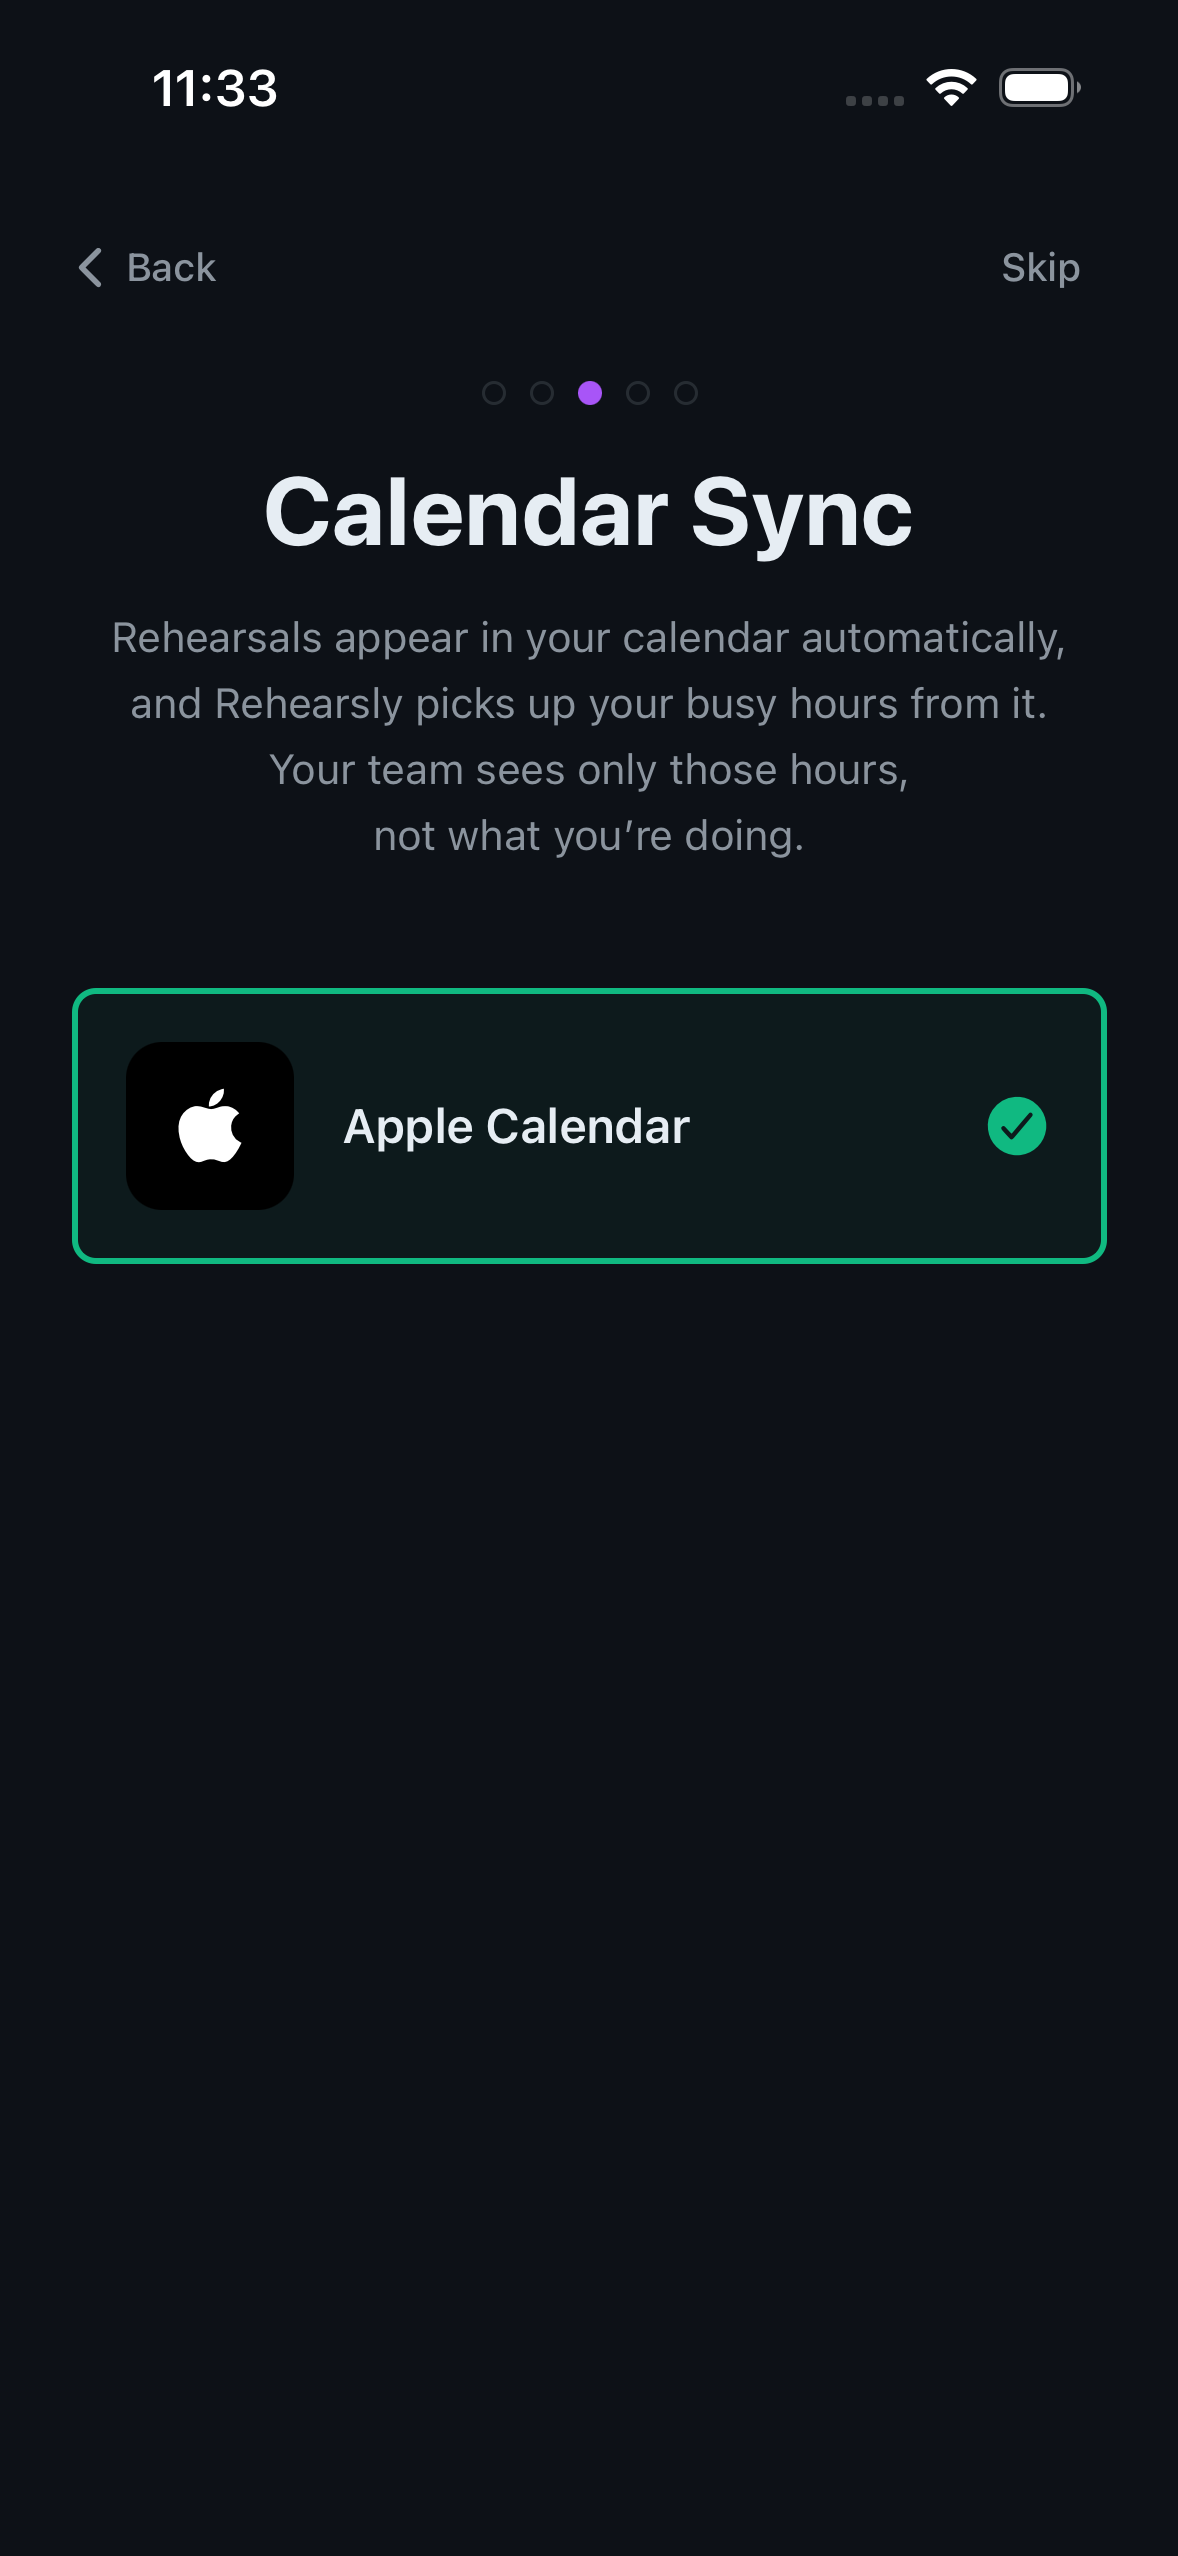 11:33
Back
Skip
Calendar Sync
Rehearsals appear in your calendar automatically,
and Rehearsly picks up your busy hours from it.
Your team sees only those hours,
not what you’re doing.
Apple Calendar